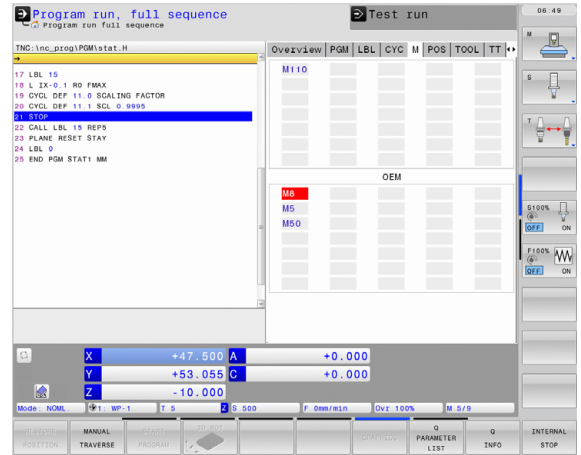 Program run, full sequence
Program run full sequence
Test run
06:49
TNC:\nc_prog\PGM\stat.H
Overview PGM LBL CYC M POS TOOL TT
17 LBL 15
18 L IX-0.1 R0 FMAX
19 CYCL DEF 11.0 SCALING FACTOR
20 CYCL DEF 11.1 SCL 0.9995
21 STOP
22 CALL LBL 15 REP5
23 PLANE RESET STAY
24 LBL 0
25 END PGM STAT1 MM
M110
OEM
M8
M5
M50
M
S
T
S100%
OFF ON
F100%
OFF ON
X +47.500 A +0.000
Y +53.055 C +0.000
Z -10.000
Mode: NOML. 1: WP-1 T 5 Z S 500 F 0mm/min Ovr 100% M 5/9
POSITION
MANUAL TRAVERSE
PROGRAM
3D ROT
Q PARAMETER LIST
Q INFO
INTERNAL STOP